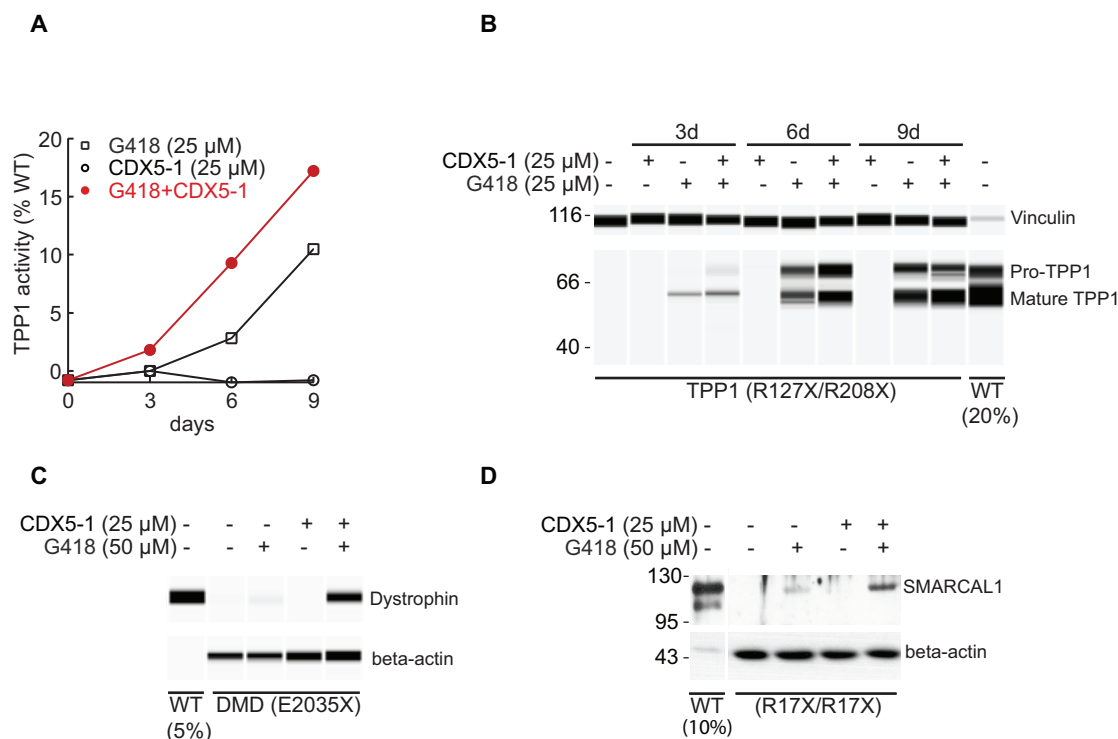 A
20
15
10
5
0
TPP1 activity (% WT)
G418 (25 µM)
CDX5-1 (25 µM)
G418+CDX5-1
0 3 6 9
days
B
3d 6d 9d
CDX5-1 (25 µM) - + - + + - + + - + -
G418 (25 µM) - - + + - + + - + + -
116 - Vinculin
Pro-TPP1
66 -
Mature TPP1
40 -
TPP1 (R127X/R208X) WT
(20%)
C
CDX5-1 (25 µM) - - - + +
G418 (50 µM) - - + - +
Dystrophin
beta-actin
WT DMD (E2035X)
(5%)
D
CDX5-1 (25 µM) - - - + +
G418 (50 µM) - - + - +
130 -
SMARCAL1
95 -
43 - beta-actin
WT (R17X/R17X)
(10%)